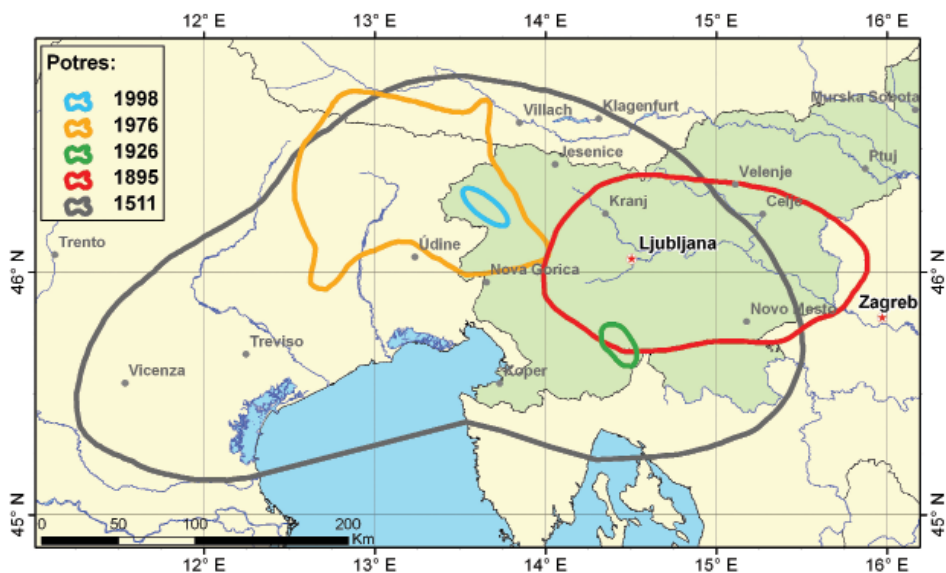 12° E 13° E 14° E 15° E 16° E
Potres:
1998
1976
1926
1895
1511
Villach
Klagenfurt
Murska Sobota
Jesenice
Ptuj
Velenje
Kranj
Celje
Trento
Údine
Ljubljana
46° N
Nova Gorica
46° N
Novo Mesto
Zagreb
Treviso
Vicenza
Koper
45° N
45° N
0 50 100 200
Km
12° E 13° E 14° E 15° E 16° E